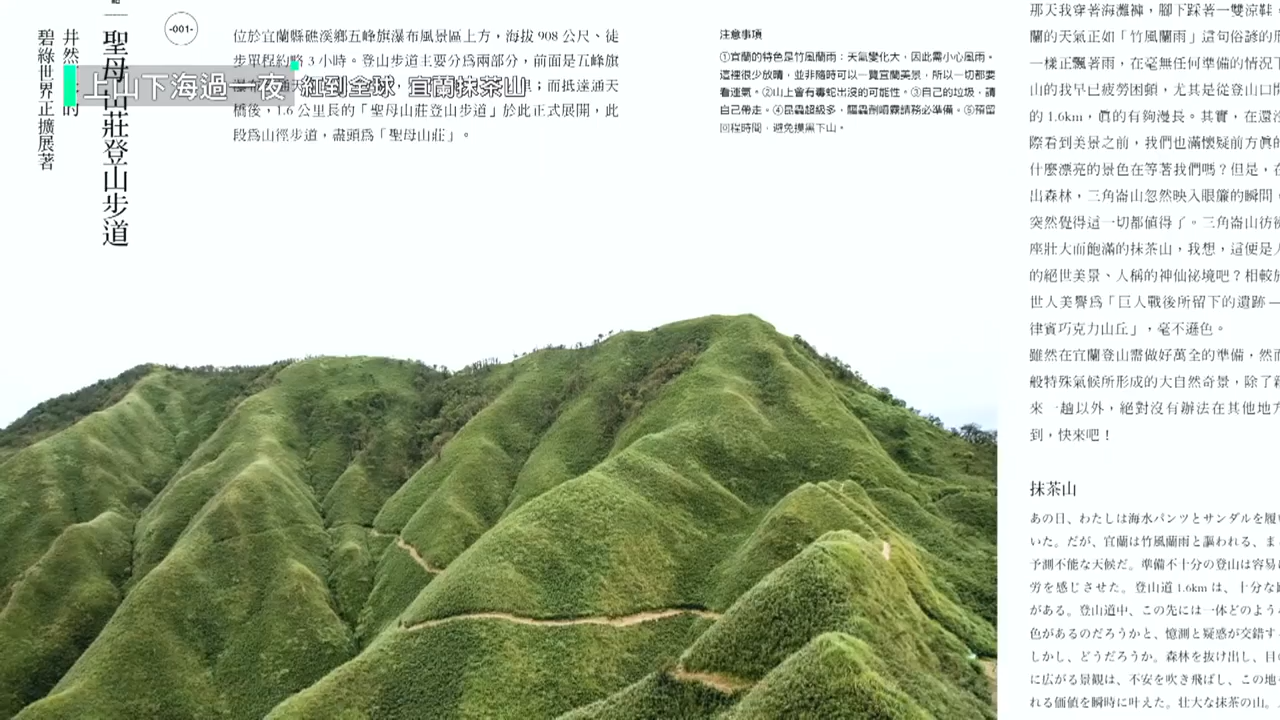 -001-
聖母山莊登山步道
井然
的
碧綠世界正擴展著
上山下海過一夜 紅到全球 宜蘭抹茶山
位於宜蘭縣礁溪鄉五峰旗瀑布風景區上方，海拔 908 公尺、徒
步單程約略 3 小時。登山步道主要分爲兩部分，前面是五峰旗
；而抵達通天
橋後，1.6 公里長的「聖母山莊登山步道」於此正式展開，此
段爲山徑步道，盡頭爲「聖母山莊」。
注意事項
①宜蘭的特色是竹風蘭雨：天氣變化大，因此需小心風雨。
這裡很少放晴，並非隨時可以一覽宜蘭美景，所以一切都要
看運氣。②山上會有毒蛇出沒的可能性。③自己的垃圾，請
自己帶走。④昆蟲超級多，驅蟲劑噴霧請務必準備。⑤預留
回程時間，避免摸黑下山。
那天我穿著海灘褲，腳下踩著一雙涼鞋，
蘭的天氣正如「竹風蘭雨」這句俗諺的形
一樣正飄著雨，在毫無任何準備的情況下
山的我早已疲勞困頓，尤其是從登山口開
的 1.6km，眞的有夠漫長。其實，在還沒
際看到美景之前，我們也滿懷疑前方眞的
什麼漂亮的景色在等著我們嗎？但是，在
出森林，三角崙山忽然映入眼簾的瞬間，
突然覺得這一切都値得了。三角崙山彷彿
座壯大而飽滿的抹茶山，我想，這便是人
的絕世美景、人稱的神仙祕境吧？相較於
世人美譽爲「巨人戰後所留下的遺跡 —
律賓巧克力山丘」，毫不遜色。
雖然在宜蘭登山需做好萬全的準備，然而
般特殊氣候所形成的大自然奇景，除了親
來一趟以外，絕對沒有辦法在其他地方
到，快來吧！
抹茶山
あの日、わたしは海水パンツとサンダルを履い
いた。だが、宜蘭は竹風蘭雨と謳われる、ま
予測不能な天候だ。準備不十分の登山は容易に
労を感じさせた。登山道 1.6km は、十分な距
がある。登山道中、この先には一体どのような
色があるのだろうかと、憶測と疑惑が交錯す
しかし、どうだろうか。森林を抜け出し、目の
に広がる景観は、不安を吹き飛ばし、この地を
れる価値を瞬時に叶えた。壮大な抹茶の山。